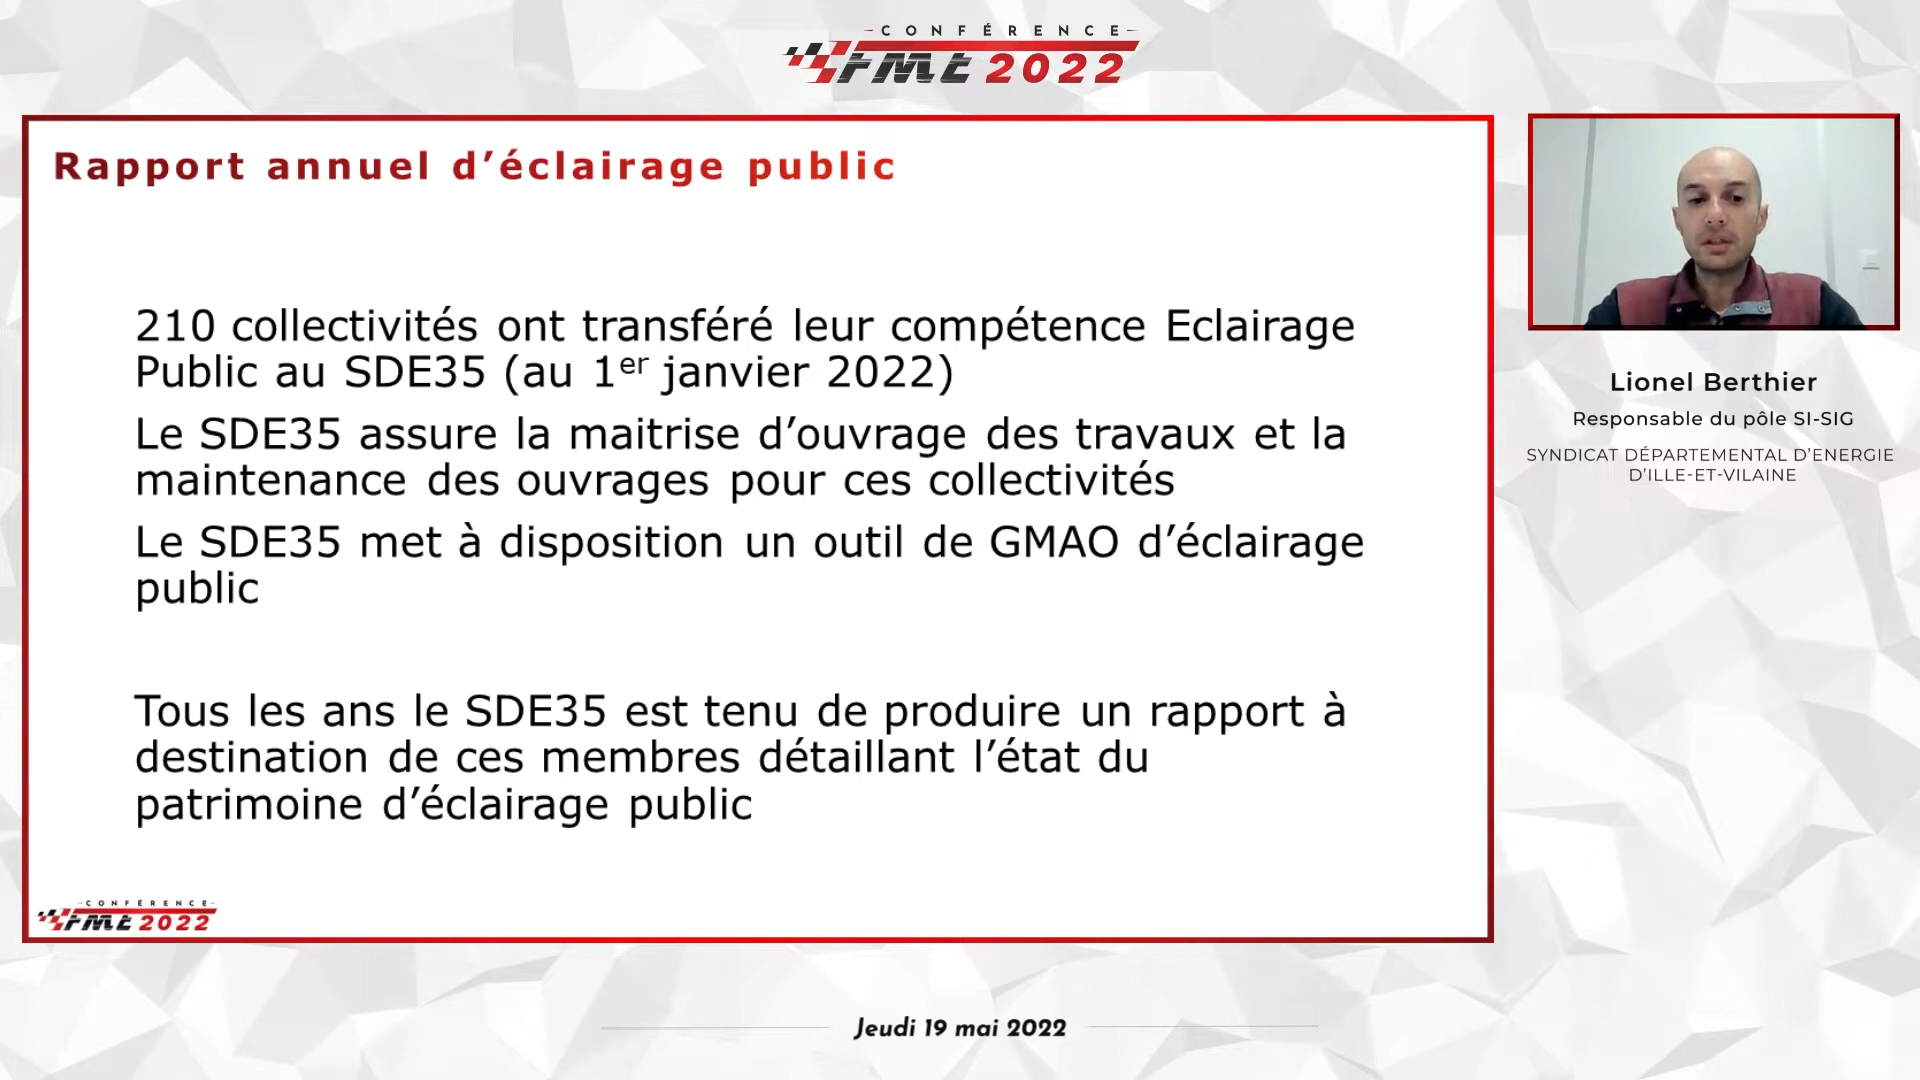 CONFÉRENCE
FME 2022
Rapport annuel d’éclairage public
210 collectivités ont transféré leur compétence Eclairage
Public au SDE35 (au 1er janvier 2022)
Le SDE35 assure la maitrise d’ouvrage des travaux et la
maintenance des ouvrages pour ces collectivités
Le SDE35 met à disposition un outil de GMAO d’éclairage
public
Tous les ans le SDE35 est tenu de produire un rapport à
destination de ces membres détaillant l’état du
patrimoine d’éclairage public
CONFÉRENCE
FME 2022
Lionel Berthier
Responsable du pôle SI-SIG
SYNDICAT DÉPARTEMENTAL D’ENERGIE
D’ILLE-ET-VILAINE
Jeudi 19 mai 2022